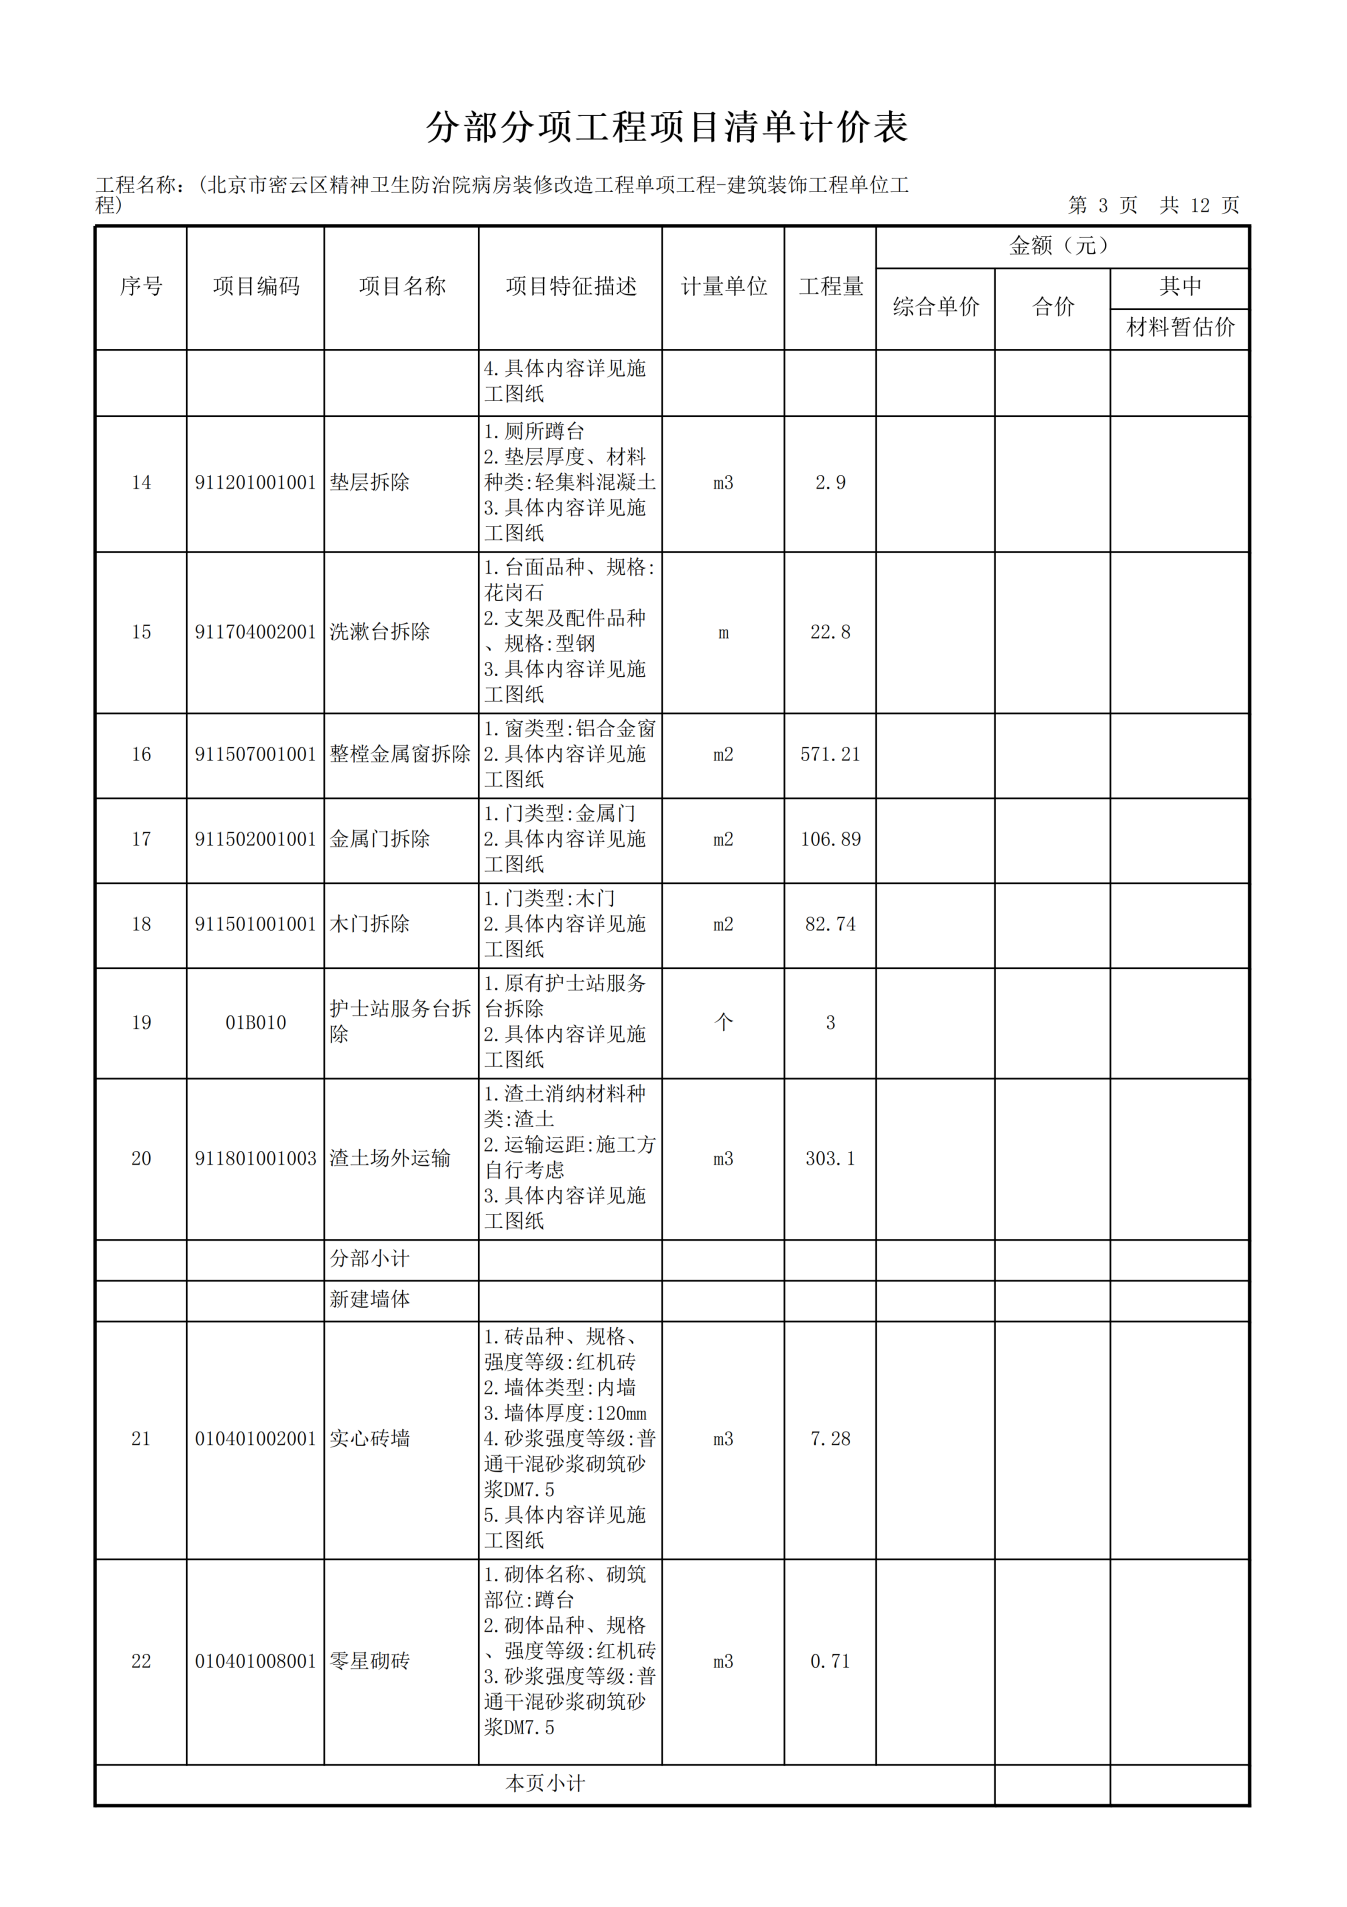 分部分项工程项目清单计价表
工程名称：(北京市密云区精神卫生防治院病房装修改造工程单项工程-建筑装饰工程单位工
程)
第 3 页 共 12 页
序号 项目编码 项目名称 项目特征描述 计量单位 工程量 金额（元）
综合单价 合价 其中
材料暂估价
4.具体内容详见施
工图纸
14 911201001001 垫层拆除
1.厕所蹲台
2.垫层厚度、材料
种类:轻集料混凝土
3.具体内容详见施
工图纸
m3 2.9
15 911704002001 洗漱台拆除
1.台面品种、规格:
花岗石
2.支架及配件品种
、规格:型钢
3.具体内容详见施
工图纸
m 22.8
16 911507001001 整樘金属窗拆除
1.窗类型:铝合金窗
2.具体内容详见施
工图纸
m2 571.21
17 911502001001 金属门拆除
1.门类型:金属门
2.具体内容详见施
工图纸
m2 106.89
18 911501001001 木门拆除
1.门类型:木门
2.具体内容详见施
工图纸
m2 82.74
19 01B010 护士站服务台拆
除
1.原有护士站服务
台拆除
2.具体内容详见施
工图纸
个 3
20 911801001003 渣土场外运输
1.渣土消纳材料种
类:渣土
2.运输运距:施工方
自行考虑
3.具体内容详见施
工图纸
m3 303.1
分部小计
新建墙体
21 010401002001 实心砖墙
1.砖品种、规格、
强度等级:红机砖
2.墙体类型:内墙
3.墙体厚度:120mm
4.砂浆强度等级:普
通干混砂浆砌筑砂
浆DM7.5
5.具体内容详见施
工图纸
m3 7.28
22 010401008001 零星砌砖
1.砌体名称、砌筑
部位:蹲台
2.砌体品种、规格
、强度等级:红机砖
3.砂浆强度等级:普
通干混砂浆砌筑砂
浆DM7.5
m3 0.71
本页小计